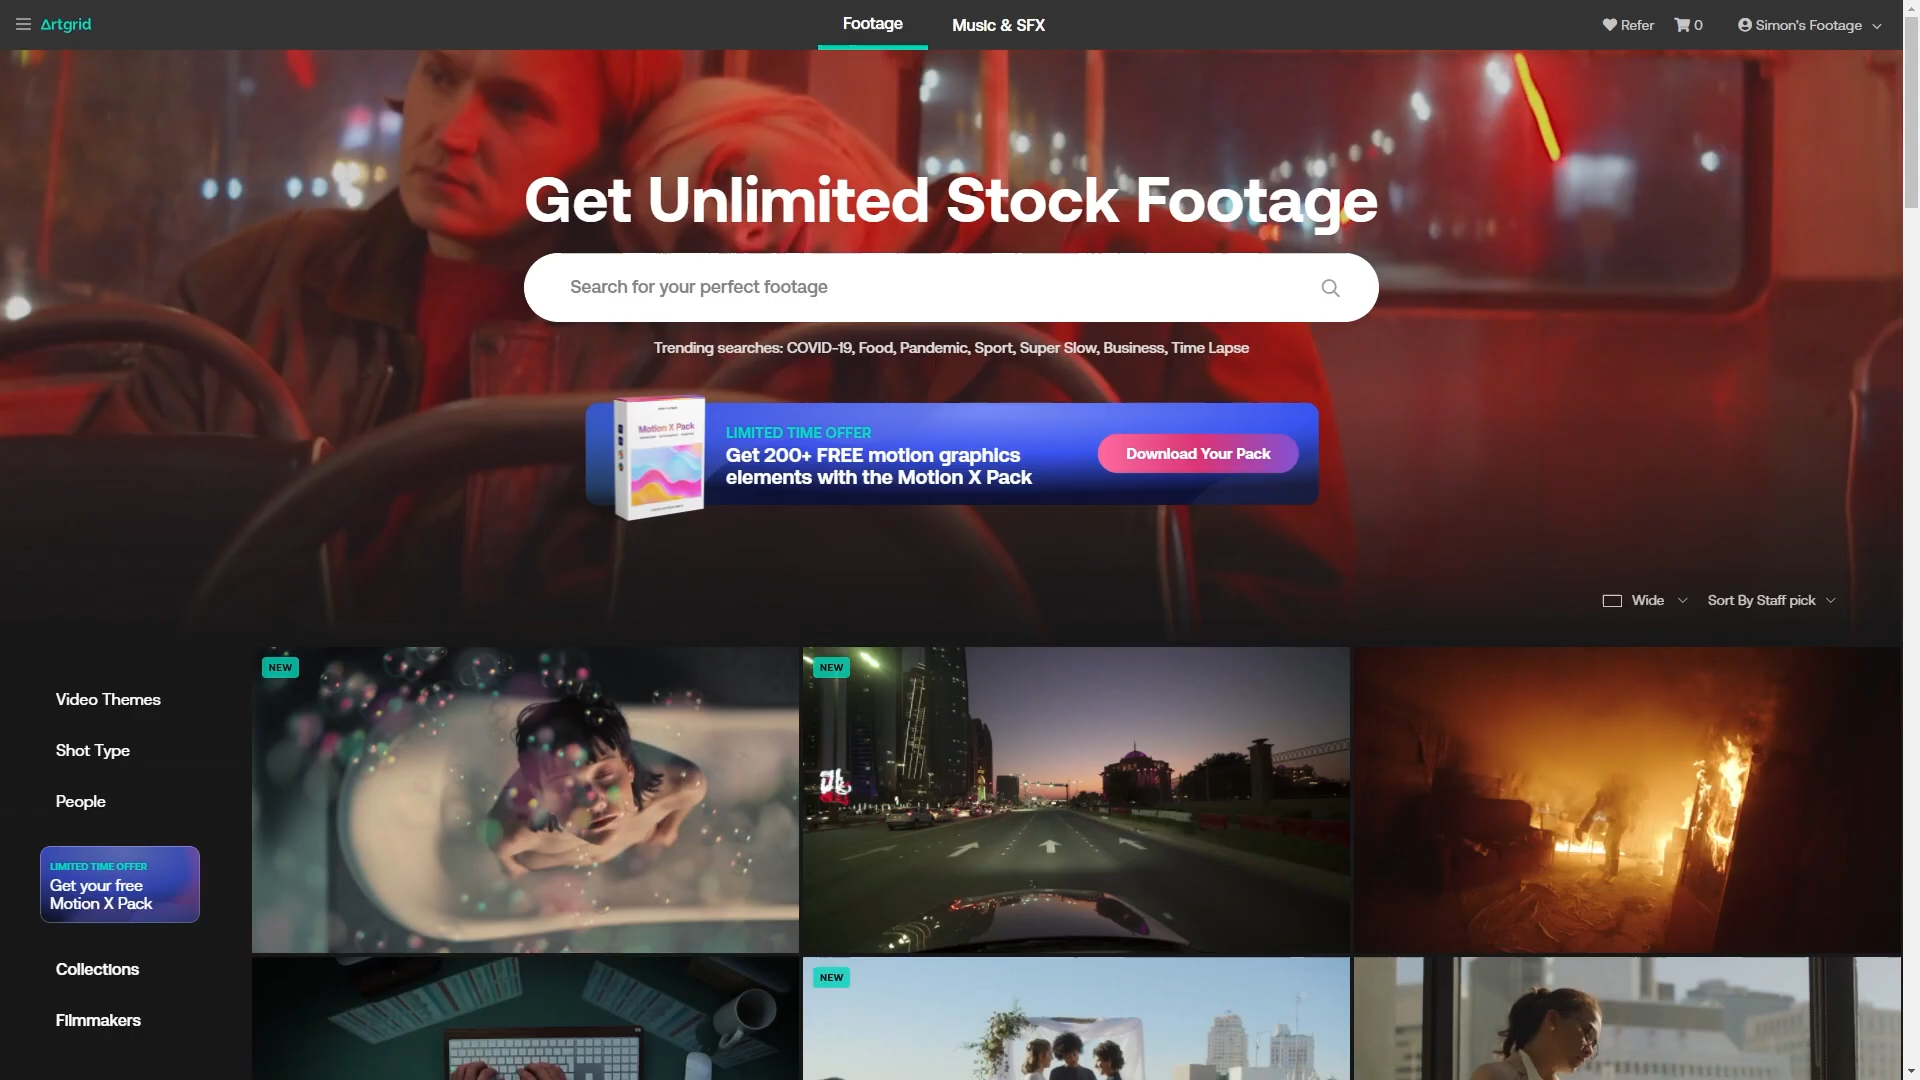 Artgrid
Footage
Music & SFX
Refer
0
Simon's Footage
Get Unlimited Stock Footage
Search for your perfect footage
Trending searches: COVID-19, Food, Pandemic, Sport, Super Slow, Business, Time Lapse
Motion X Pack
LIMITED TIME OFFER
Get 200+ FREE motion graphics
elements with the Motion X Pack
Download Your Pack
Wide
Sort By Staff pick
NEW
NEW
Video Themes
Shot Type
People
LIMITED TIME OFFER
Get your free
Motion X Pack
Collections
NEW
Filmmakers